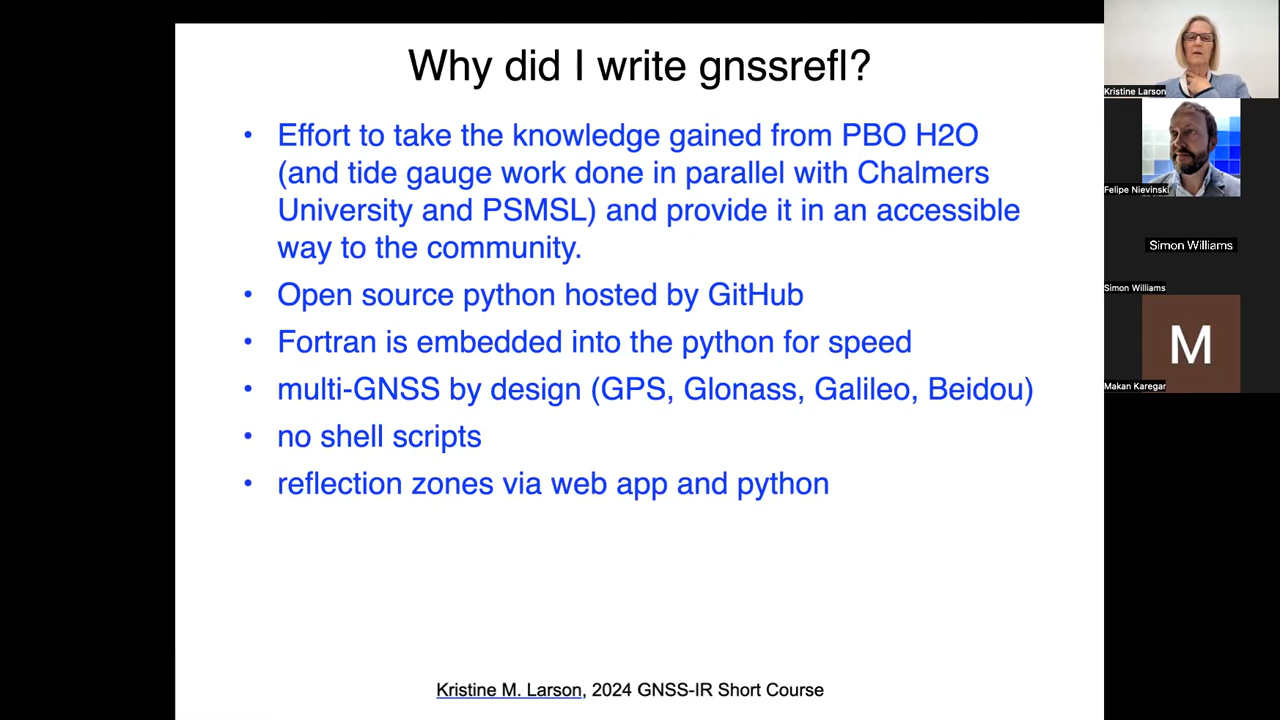 Why did I write gnssrefl?
• Effort to take the knowledge gained from PBO H2O
(and tide gauge work done in parallel with Chalmers
University and PSMSL) and provide it in an accessible
way to the community.
• Open source python hosted by GitHub
• Fortran is embedded into the python for speed
• multi-GNSS by design (GPS, Glonass, Galileo, Beidou)
• no shell scripts
• reflection zones via web app and python
Kristine M. Larson, 2024 GNSS-IR Short Course
Kristine Larson
Felipe Nievinski
Simon Williams
Simon Williams
M
Makan Karegar